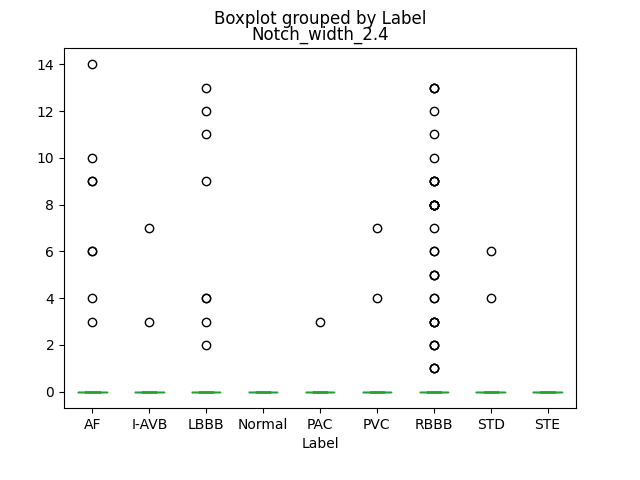 Boxplot grouped by Label
Notch_width_2.4
14
12
10
8
6
4
2
0
AF I-AVB LBBB Normal PAC PVC RBBB STD STE
Label